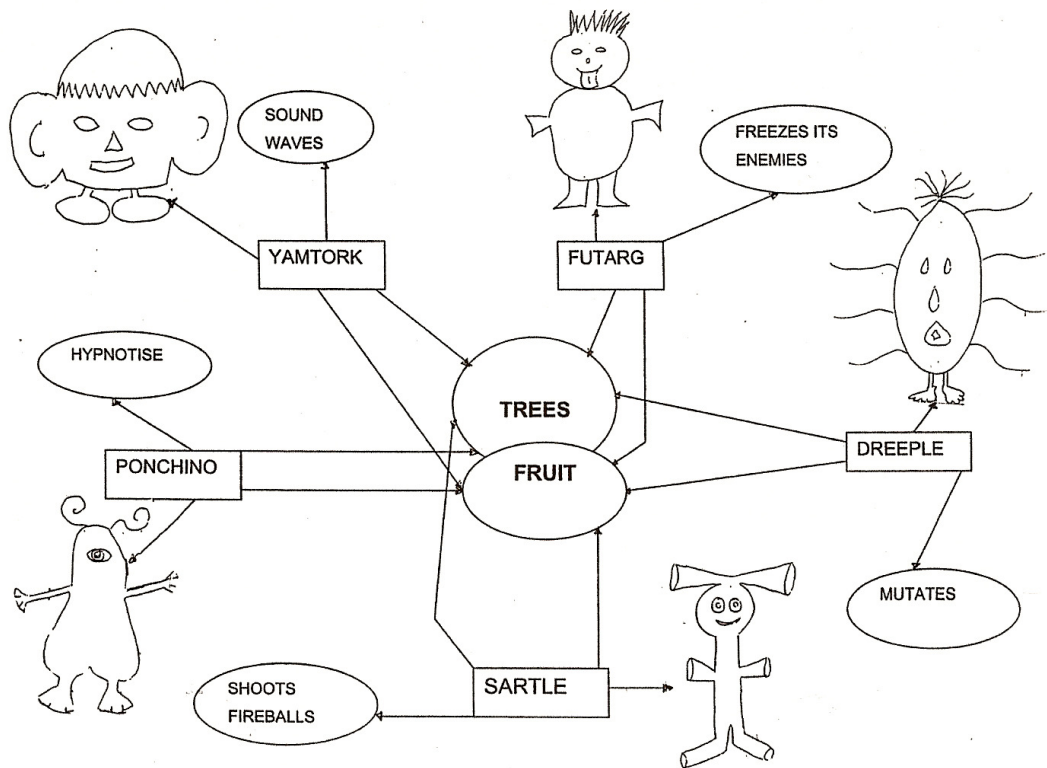 SOUND
WAVES
FREEZES ITS
ENEMIES
YAMTORK
FUTARG
HYPNOTISE
TREES
DREEPLE
PONCHINO
FRUIT
MUTATES
SHOOTS
FIREBALLS
SARTLE